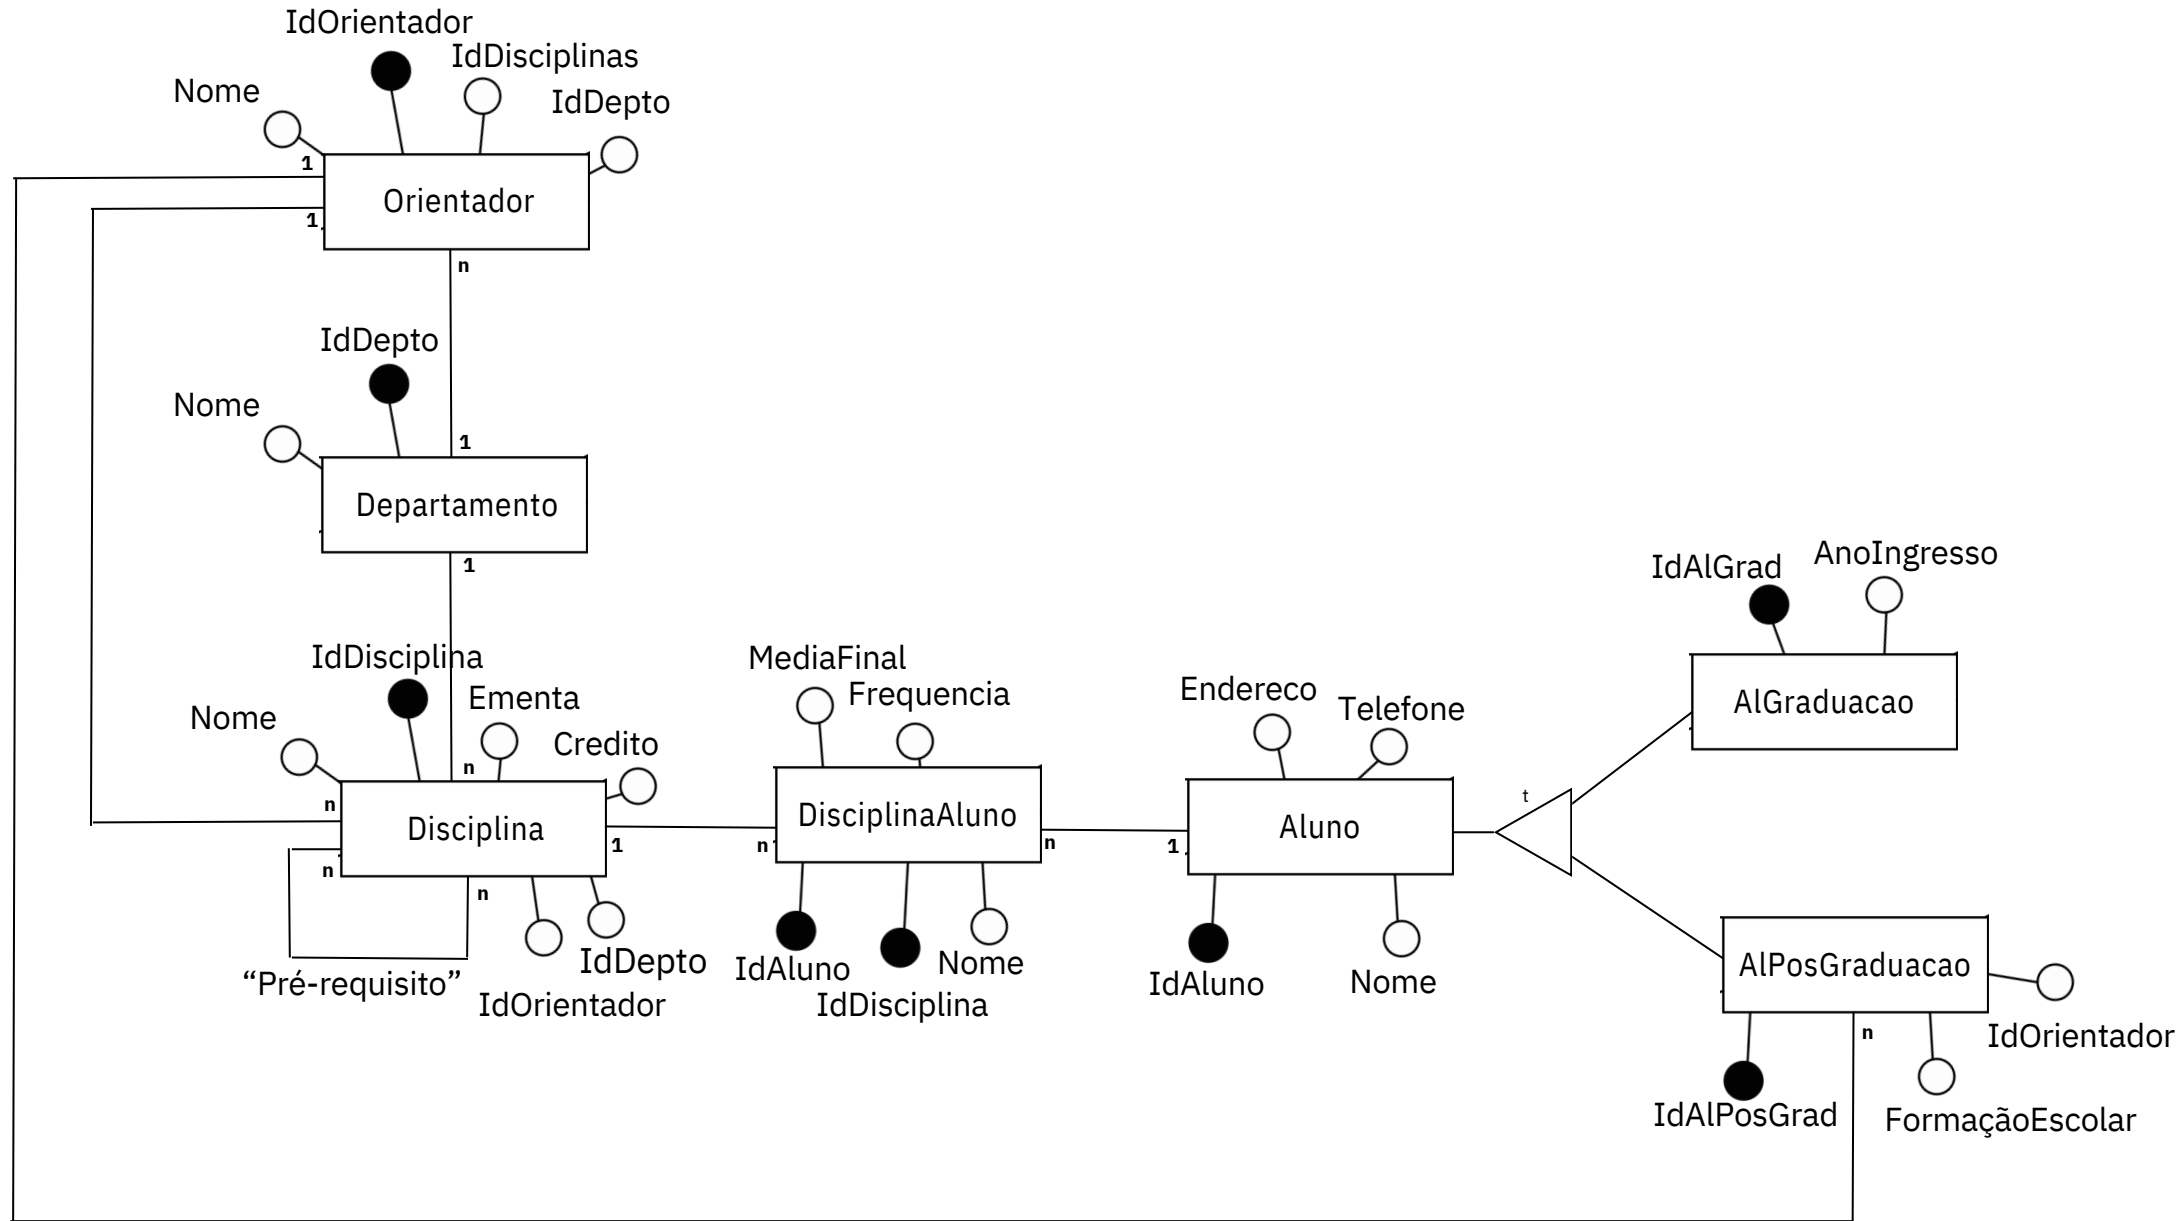 IdOrientador
IdDisciplinas
Nome
IdDepto
1
Orientador
1
n
IdDepto
Nome
1
Departamento
1
IdDisciplina
Ementa
Nome
Credito
n
n
Disciplina
1
n
n
"Pré-requisito"
IdDepto
IdOrientador
MediaFinal
Frequencia
DisciplinaAluno
n
n
IdAluno
Nome
IdDisciplina
Endereco
Telefone
Aluno
1
IdAluno
Nome
t
IdAlGrad
AnoIngresso
AlGraduacao
AlPosGraduacao
n
IdOrientador
IdAlPosGrad
FormaçãoEscolar